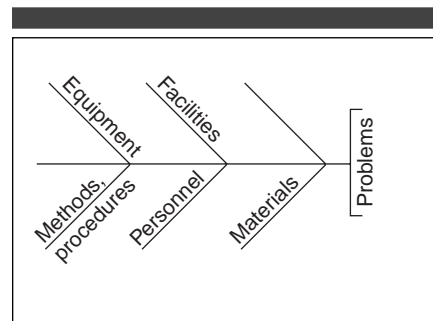 Equipment
Facilities
Problems
Methods,
procedures
Personnel
Materials